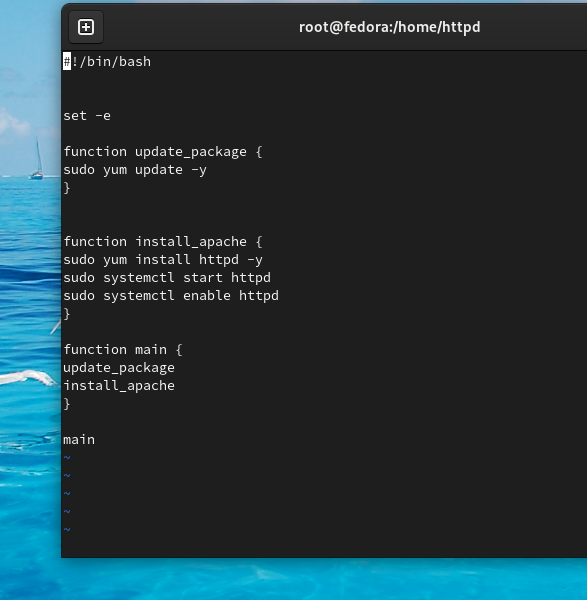 root@fedora:/home/httpd
#!/bin/bash
set -e
function update_package {
sudo yum update -y
}
function install_apache {
sudo yum install httpd -y
sudo systemctl start httpd
sudo systemctl enable httpd
}
function main {
update_package
install_apache
}
main
~
~
~
~
~